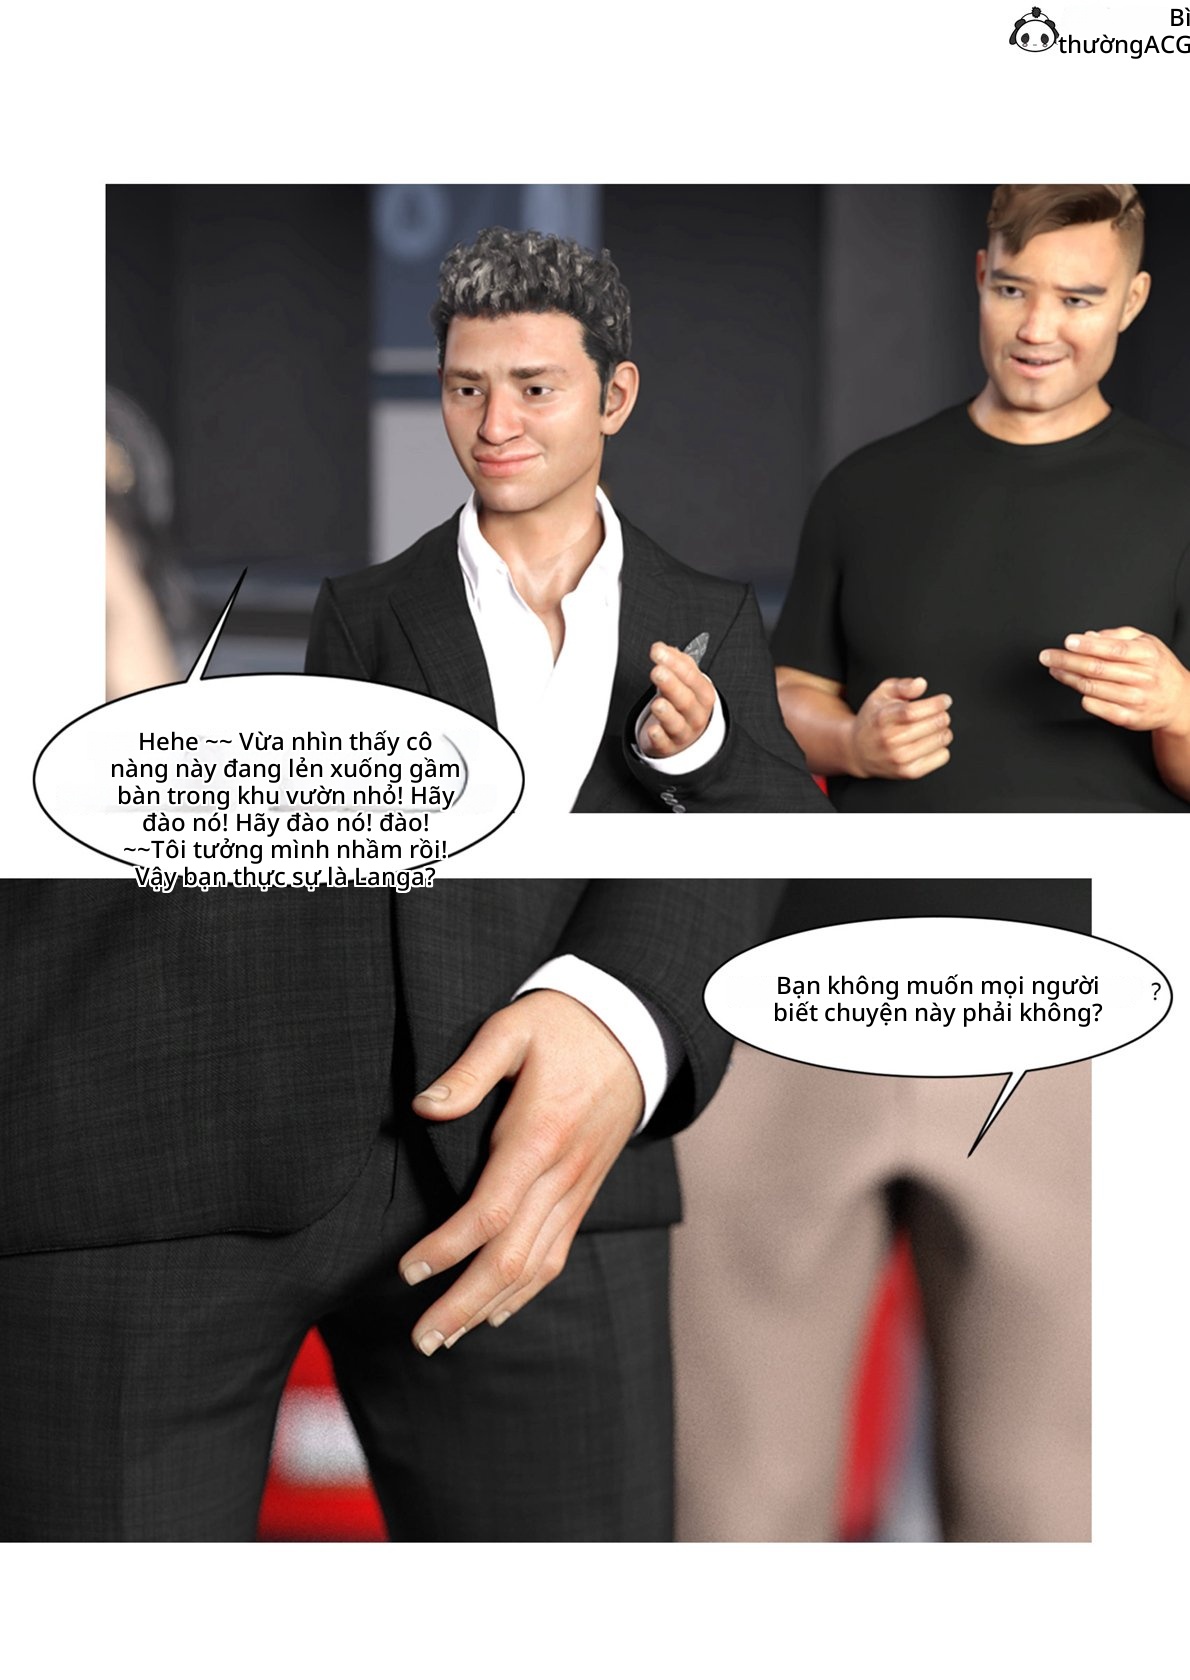 Bì
thườngACG
Hehe ~~ Vừa nhìn thấy cô
nàng này đang lẻn xuống gầm
bàn trong khu vườn nhỏ! Hãy
đào nó! Hãy đào nó! đào!
~~Tôi tưởng mình nhầm rồi!
Vậy bạn thực sự là Langa?
Bạn không muốn mọi người
biết chuyện này phải không?
?